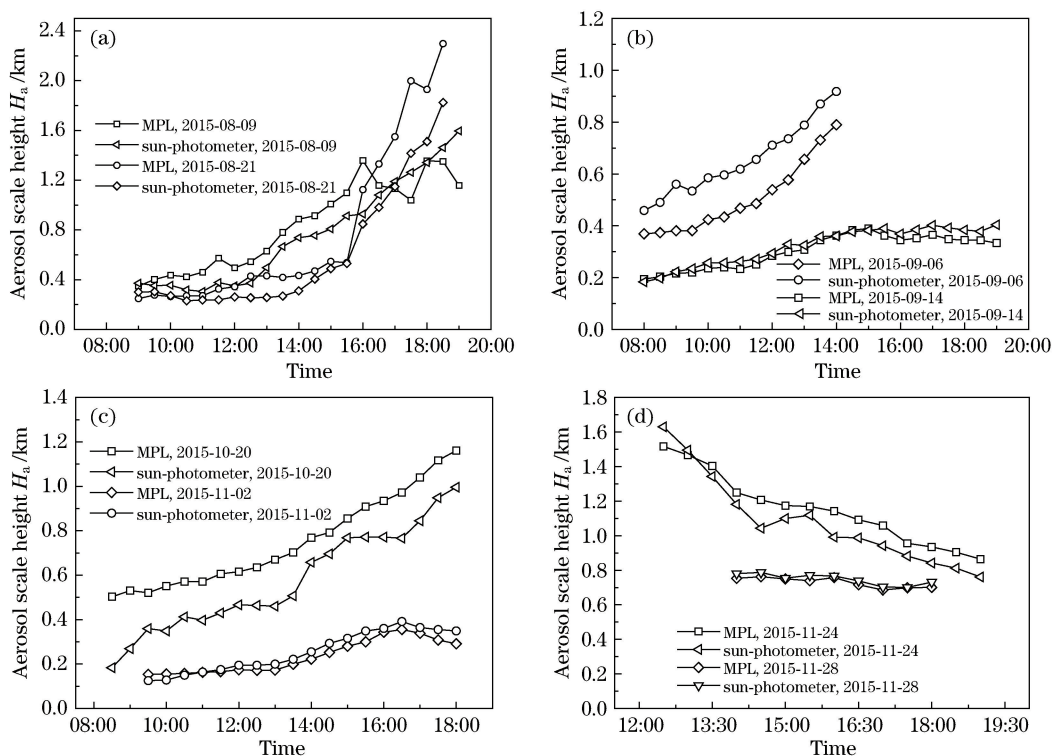 (a)
Aerosol scale height Hₐ/km
2.4
2.0
1.6
1.2
0.8
0.4
0.0
MPL, 2015-08-09
sun-photometer, 2015-08-09
MPL, 2015-08-21
sun-photometer, 2015-08-21
08:00 10:00 12:00 14:00 16:00 18:00 20:00
Time
(b)
Aerosol scale height Hₐ/km
1.2
1.0
0.8
0.6
0.4
0.2
0.0
MPL, 2015-09-06
sun-photometer, 2015-09-06
MPL, 2015-09-14
sun-photometer, 2015-09-14
08:00 10:00 12:00 14:00 16:00 18:00 20:00
Time
(c)
Aerosol scale height Hₐ/km
1.4
1.2
1.0
0.8
0.6
0.4
0.2
0.0
MPL, 2015-10-20
sun-photometer, 2015-10-20
MPL, 2015-11-02
sun-photometer, 2015-11-02
08:00 10:00 12:00 14:00 16:00 18:00
Time
(d)
Aerosol scale height Hₐ/km
1.8
1.6
1.4
1.2
1.0
0.8
0.6
0.4
0.2
0.0
MPL, 2015-11-24
sun-photometer, 2015-11-24
MPL, 2015-11-28
sun-photometer, 2015-11-28
12:00 13:30 15:00 16:30 18:00 19:30
Time